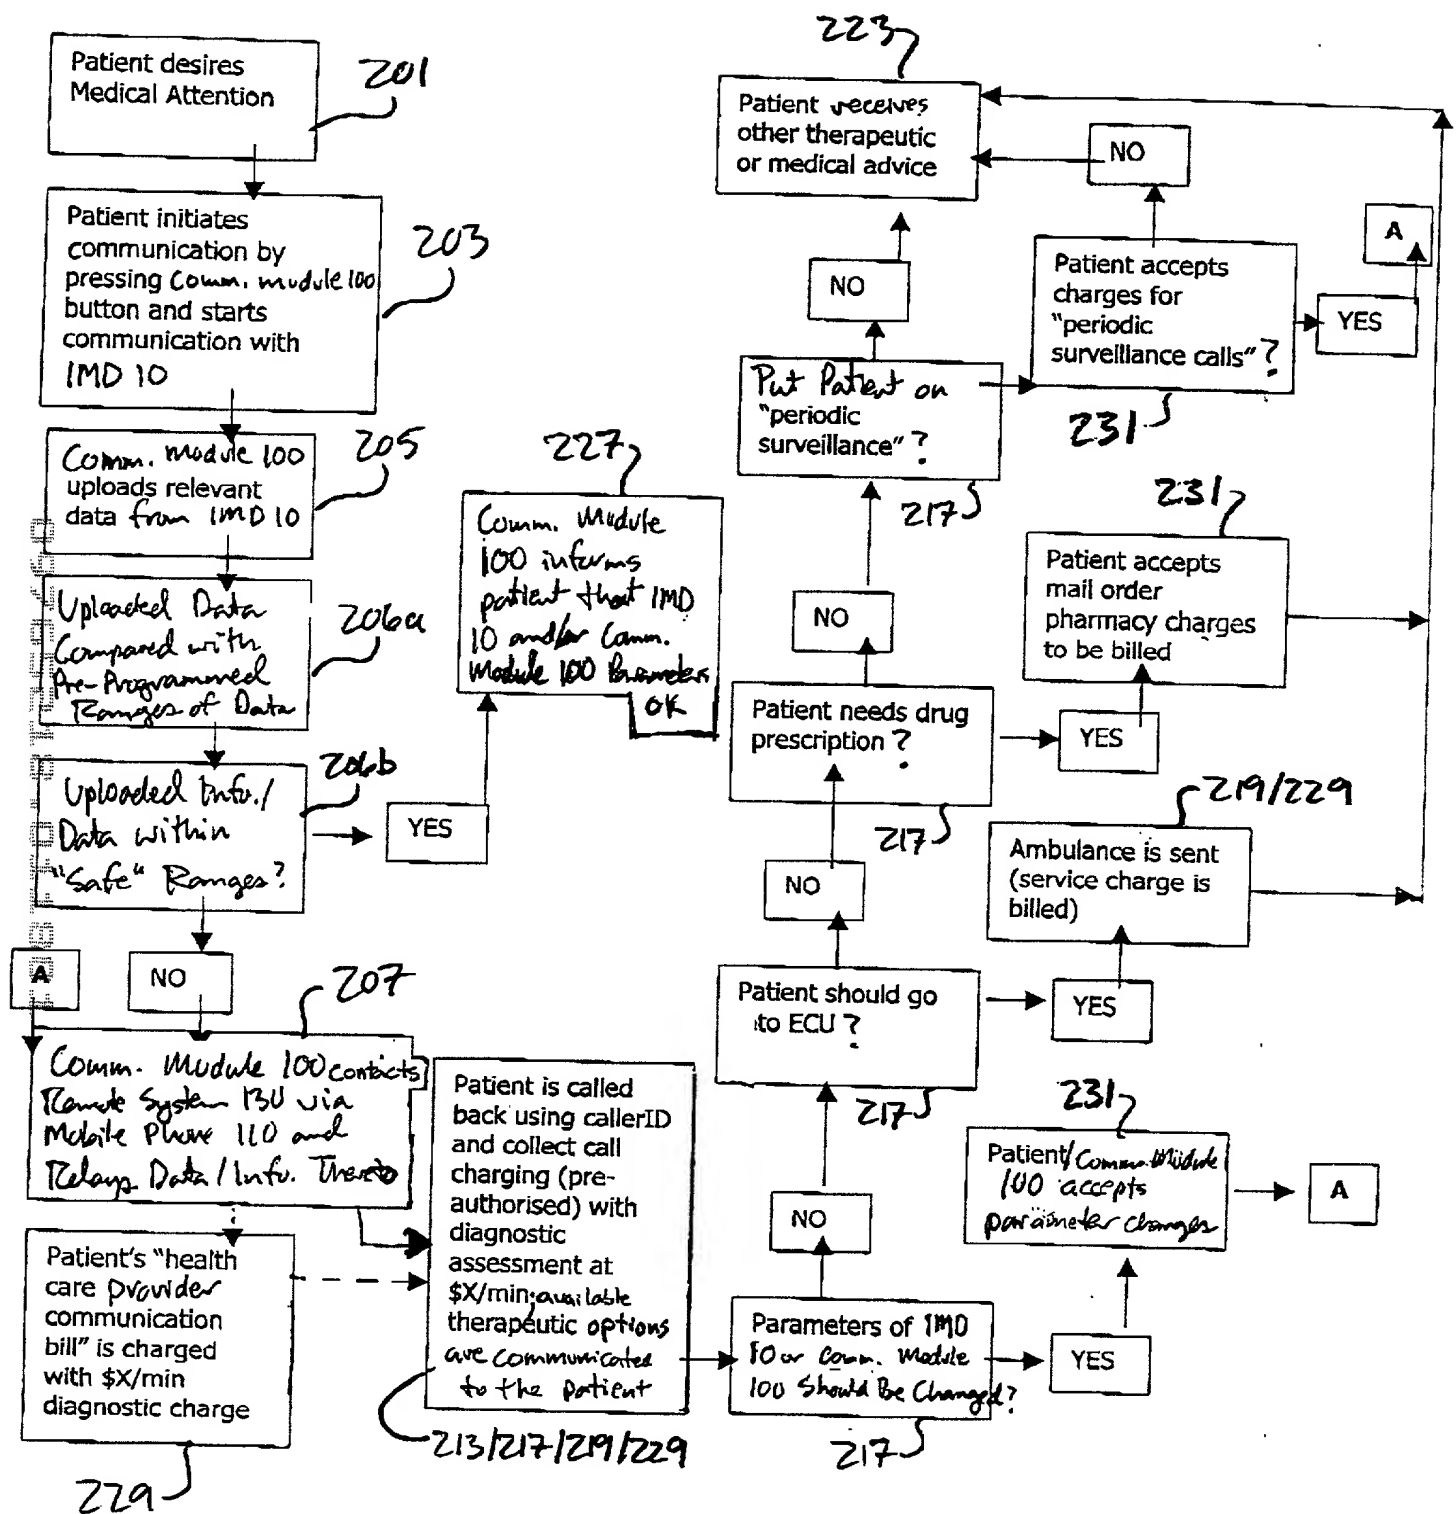 Patient desires
Medical Attention
201
Patient initiates
communication by
pressing Comm. module 100
button and starts
communication with
IMD 10
203
Comm. module 100
uploads relevant
data from IMD 10
205
Uploaded Data
Compared with
Pre-Programmed
Ranges of Data
206a
Uploaded Info./
Data within
"Safe" Ranges?
206b
YES
227
Comm. Module
100 informs
patient that IMD
10 and/or Comm.
Module 100 Parameters
OK
A
NO
207
Comm. Module 100 contacts
Remote System 130 via
Mobile Phone 110 and
Relays Data/Info. Thereto
Patient's "health
care provider
communication
bill" is charged
with $X/min
diagnostic charge
229
Patient is called
back using callerID
and collect call
charging (pre-
authorised) with
diagnostic
assessment at
$X/min; available
therapeutic options
are communicated
to the patient
213/217/219/229
Parameters of IMD
10 or Comm. Module
100 Should Be Changed?
217
YES
231
Patient/Comm. Module
100 accepts
parameter changes
A
NO
Patient should go
to ECU?
217
YES
219/229
Ambulance is sent
(service charge is
billed)
NO
Patient needs drug
prescription?
217
YES
231
Patient accepts
mail order
pharmacy charges
to be billed
NO
Put Patient on
"periodic
surveillance"?
217
231
Patient accepts
charges for
"periodic
surveillance calls"?
YES
A
NO
NO
223
Patient receives
other therapeutic
or medical advice